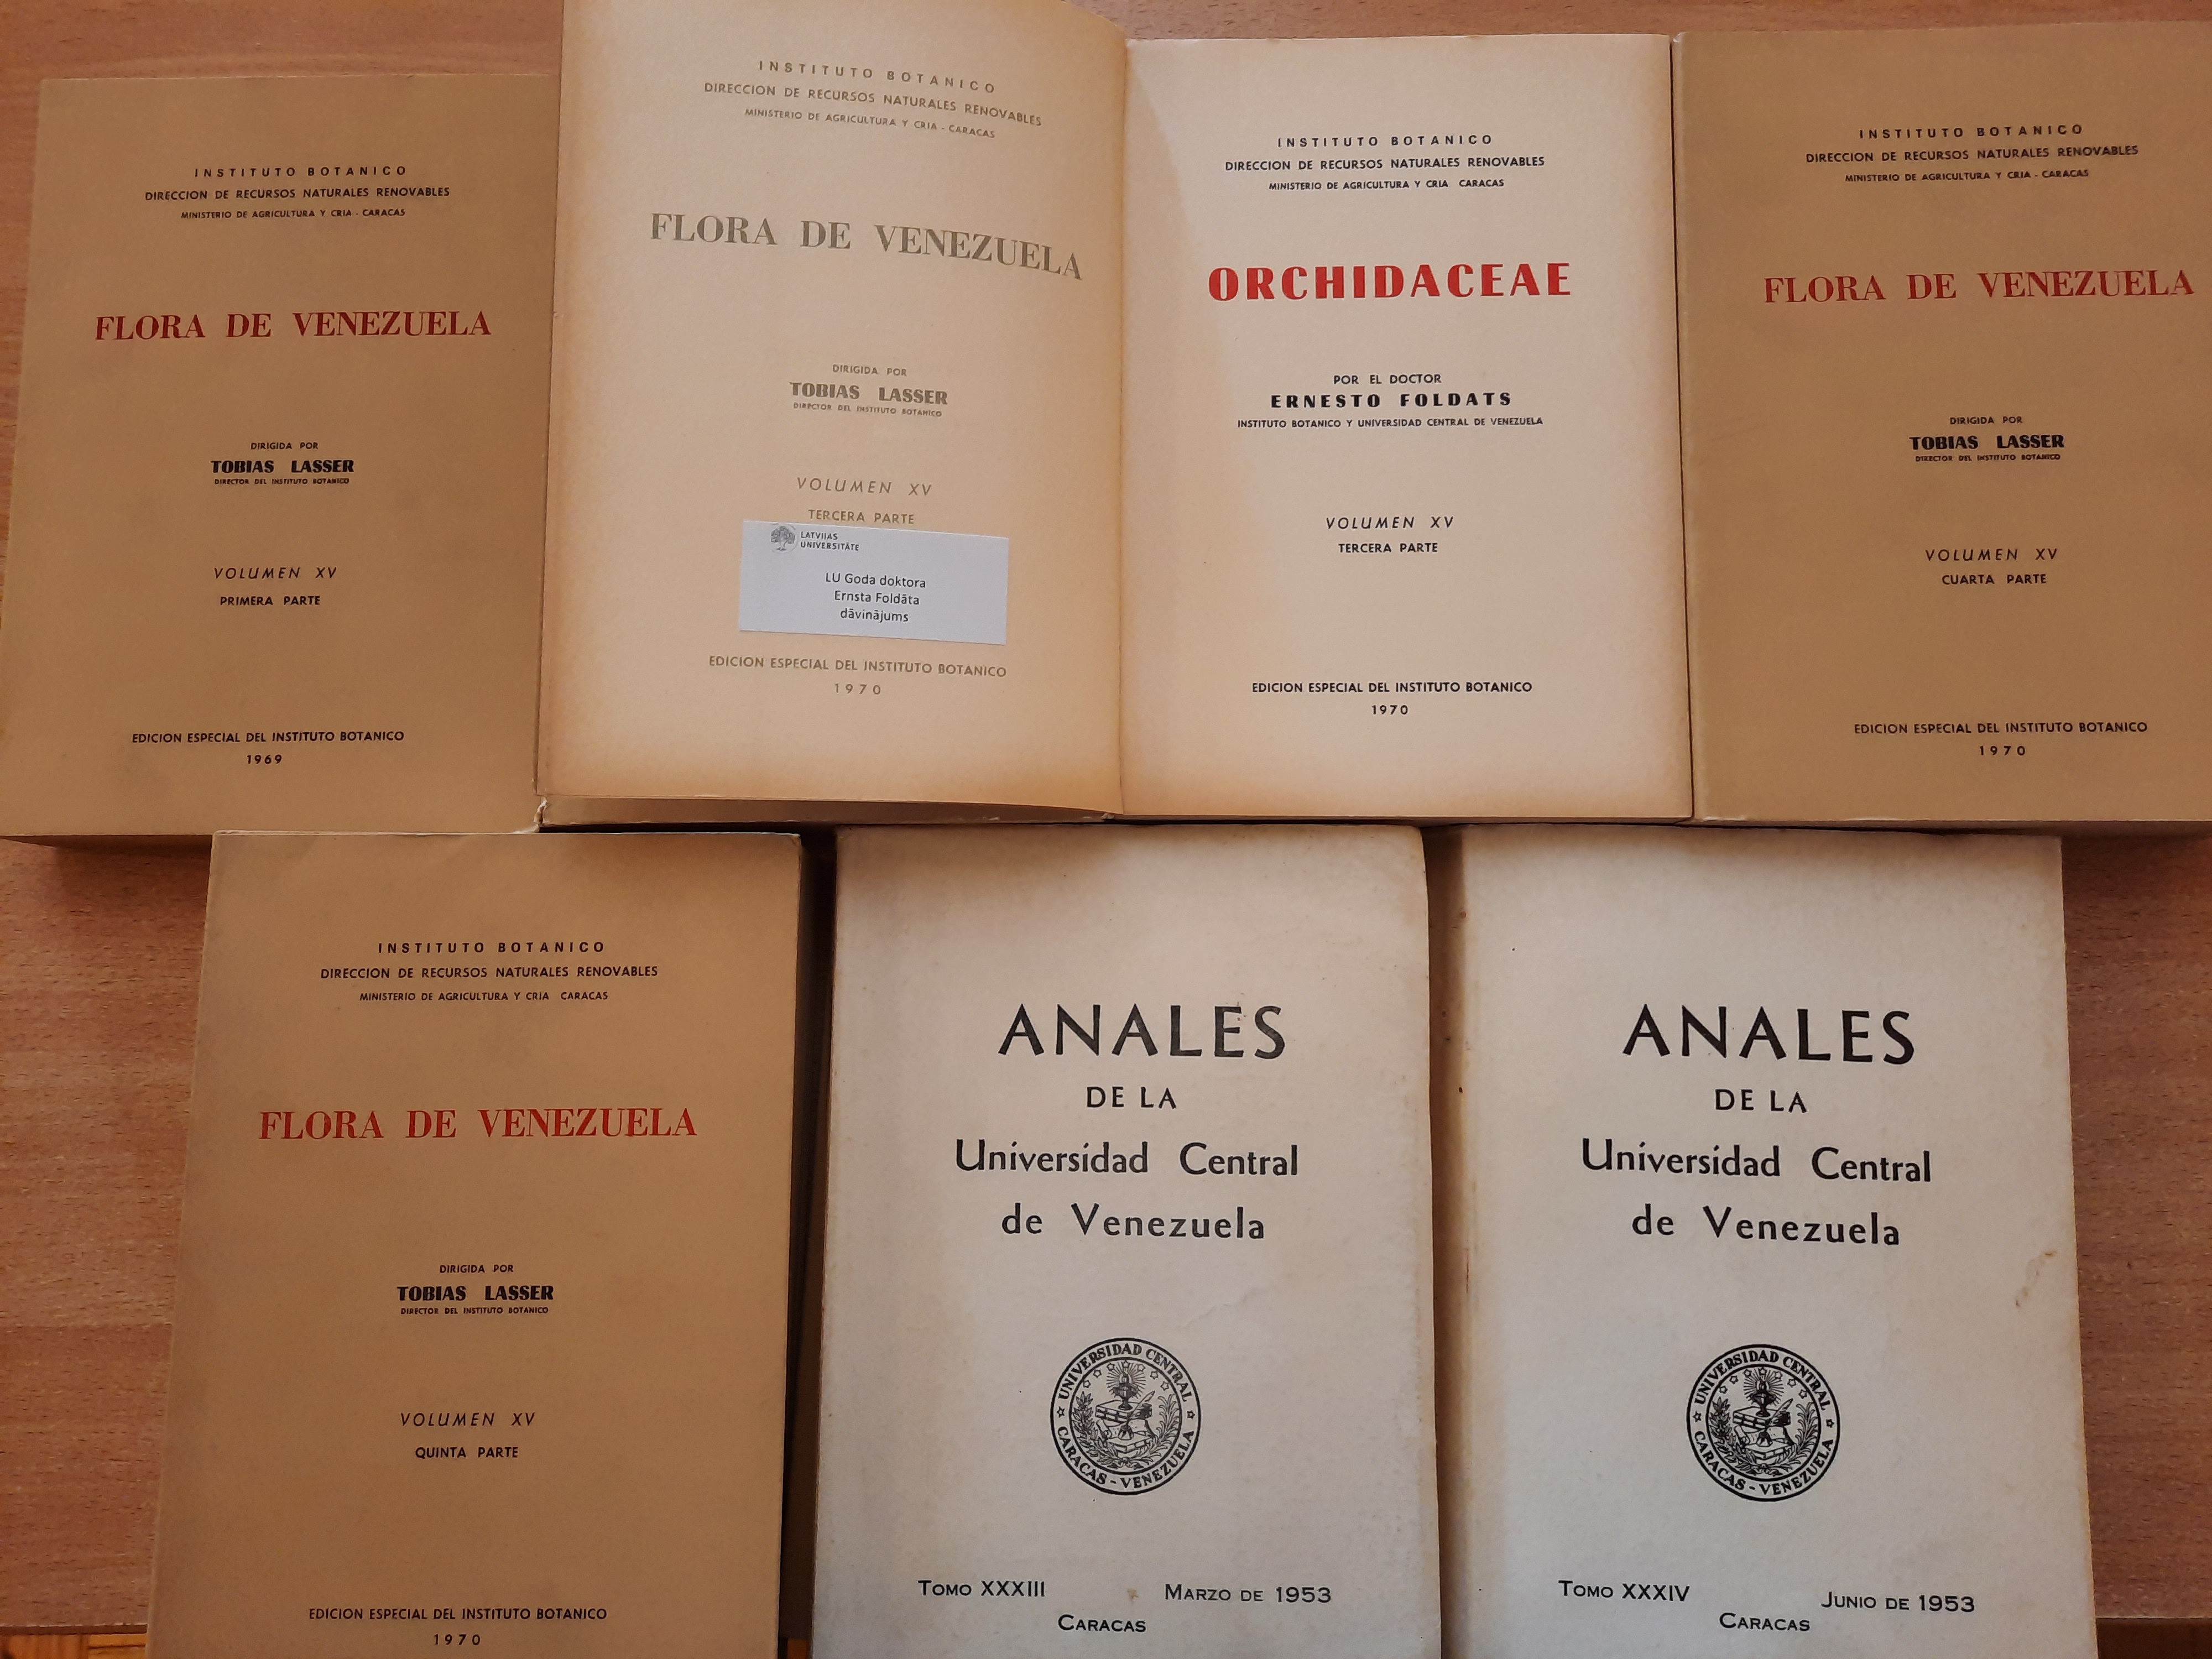 INSTITUTO BOTANICO
DIRECCION DE RECURSOS NATURALES RENOVABLES
MINISTERIO DE AGRICULTURA Y CRIA - CARACAS
FLORA DE VENEZUELA
DIRIGIDA POR
TOBIAS LASSER
DIRECTOR DEL INSTITUTO BOTANICO
VOLUMEN XV
PRIMERA PARTE
EDICION ESPECIAL DEL INSTITUTO BOTANICO
1969
INSTITUTO BOTANICO
DIRECCION DE RECURSOS NATURALES RENOVABLES
MINISTERIO DE AGRICULTURA Y CRIA - CARACAS
FLORA DE VENEZUELA
DIRIGIDA POR
TOBIAS LASSER
DIRECTOR DEL INSTITUTO BOTANICO
VOLUMEN XV
TERCERA PARTE
LATVIJAS
UNIVERSITĀTE
LU Goda doktora
Ernsta Foldāta
dāvinājums
EDICION ESPECIAL DEL INSTITUTO BOTANICO
1970
INSTITUTO BOTANICO
DIRECCION DE RECURSOS NATURALES RENOVABLES
MINISTERIO DE AGRICULTURA Y CRIA CARACAS
ORCHIDACEAE
POR EL DOCTOR
ERNESTO FOLDATS
INSTITUTO BOTANICO Y UNIVERSIDAD CENTRAL DE VENEZUELA
VOLUMEN XV
TERCERA PARTE
EDICION ESPECIAL DEL INSTITUTO BOTANICO
1970
INSTITUTO BOTANICO
DIRECCION DE RECURSOS NATURALES RENOVABLES
MINISTERIO DE AGRICULTURA Y CRIA - CARACAS
FLORA DE VENEZUELA
DIRIGIDA POR
TOBIAS LASSER
DIRECTOR DEL INSTITUTO BOTANICO
VOLUMEN XV
CUARTA PARTE
EDICION ESPECIAL DEL INSTITUTO BOTANICO
1970
INSTITUTO BOTANICO
DIRECCION DE RECURSOS NATURALES RENOVABLES
MINISTERIO DE AGRICULTURA Y CRIA CARACAS
FLORA DE VENEZUELA
DIRIGIDA POR
TOBIAS LASSER
DIRECTOR DEL INSTITUTO BOTANICO
VOLUMEN XV
QUINTA PARTE
EDICION ESPECIAL DEL INSTITUTO BOTANICO
1970
ANALES
DE LA
Universidad Central
de Venezuela
UNIVERSIDAD CENTRAL
CARACAS - VENEZUELA
TOMO XXXIII MARZO DE 1953
CARACAS
ANALES
DE LA
Universidad Central
de Venezuela
UNIVERSIDAD CENTRAL
CARACAS - VENEZUELA
TOMO XXXIV JUNIO DE 1953
CARACAS